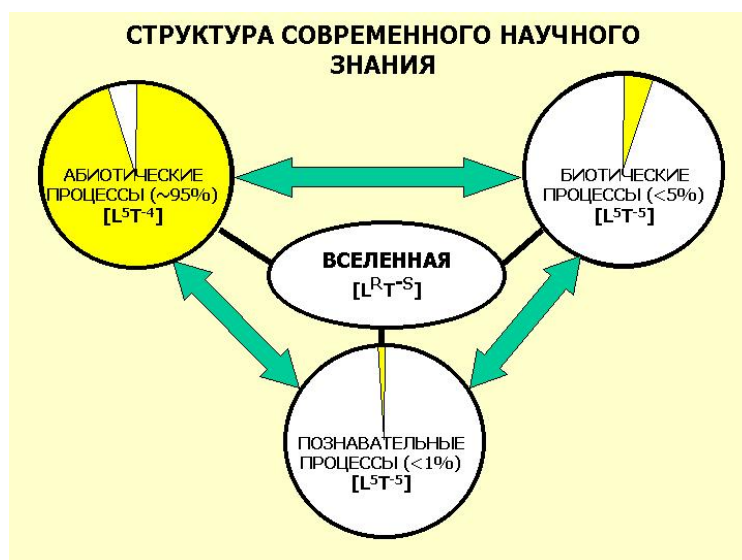 СТРУКТУРА СОВРЕМЕННОГО НАУЧНОГО
ЗНАНИЯ
АБИОТИЧЕСКИЕ
ПРОЦЕССЫ (~95%)
[L⁵T⁻⁴]
БИОТИЧЕСКИЕ
ПРОЦЕССЫ (<5%)
[L⁵T⁻⁵]
ВСЕЛЕННАЯ
[LᴿT⁻ˢ]
ПОЗНАВАТЕЛЬНЫЕ
ПРОЦЕССЫ (<1%)
[L⁵T⁻⁵]